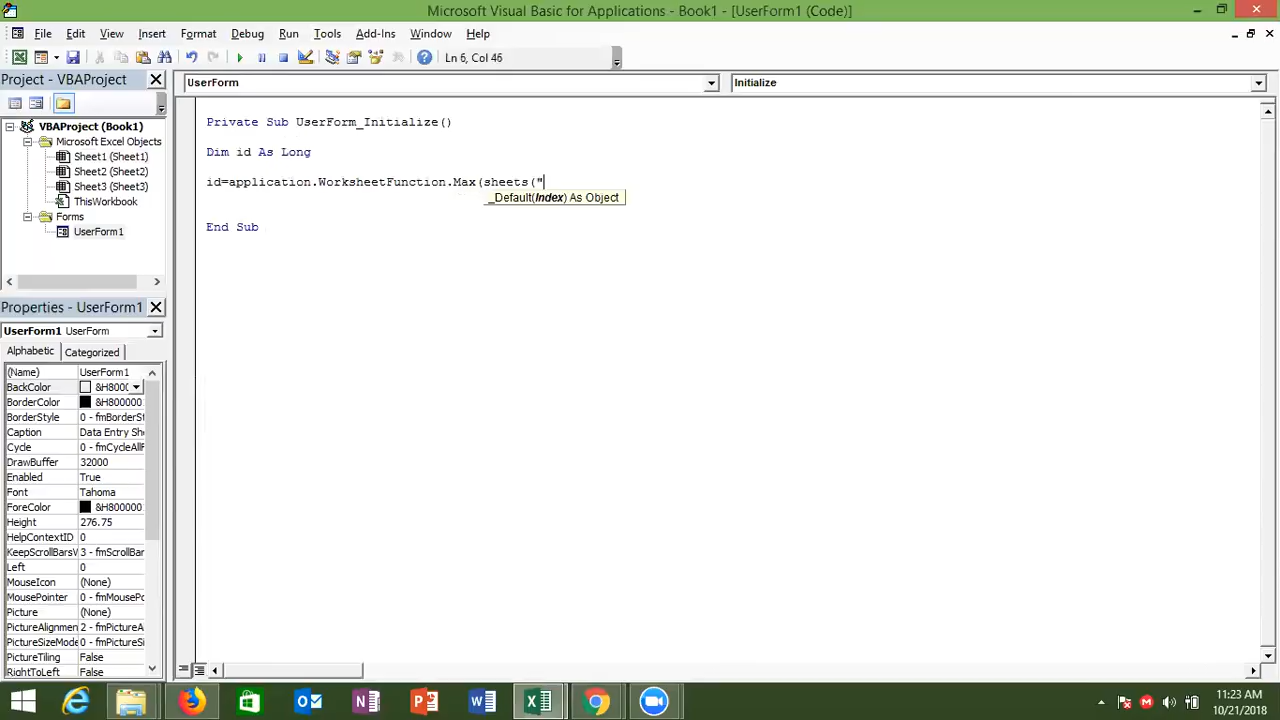 Microsoft Visual Basic for Applications - Book1 - [UserForm1 (Code)]
File Edit View Insert Format Debug Run Tools Add-Ins Window Help
Ln 6, Col 46
Project - VBAProject
UserForm
Initialize
VBAProject (Book1)
Microsoft Excel Objects
Sheet1 (Sheet1)
Sheet2 (Sheet2)
Sheet3 (Sheet3)
ThisWorkbook
Forms
UserForm1
Private Sub UserForm_Initialize()
Dim id As Long
id=application.WorksheetFunction.Max(sheets("
_Default(Index) As Object
End Sub
Properties - UserForm1
UserForm1 UserForm
Alphabetic Categorized
(Name) UserForm1
BackColor &H8000
BorderColor &H800000
BorderStyle 0 - fmBorderSt
Caption Data Entry She
Cycle 0 - fmCycleAllF
DrawBuffer 32000
Enabled True
Font Tahoma
ForeColor &H800000
Height 276.75
HelpContextID 0
KeepScrollBarsV 3 - fmScrollBar
Left 0
MouseIcon (None)
MousePointer 0 - fmMousePo
Picture (None)
PictureAlignmen 2 - fmPictureA
PictureSizeMode 0 - fmPictureSi
PictureTiling False
RightToLeft False
11:23 AM
10/21/2018